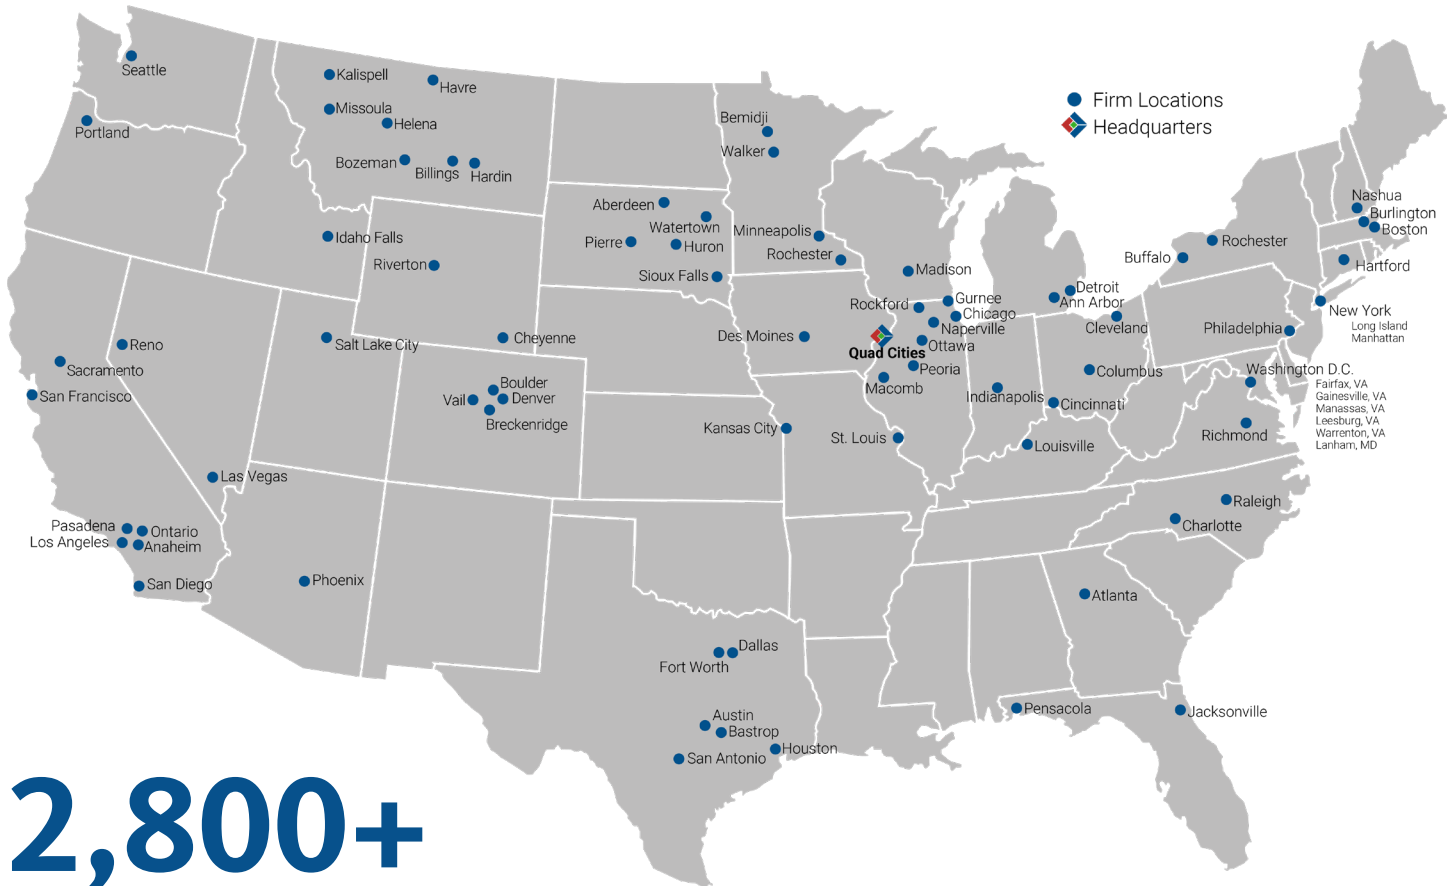 Seattle
Portland
Kalispell
Havre
Missoula
Helena
Bozeman
Billings
Hardin
Idaho Falls
Riverton
Cheyenne
Salt Lake City
Reno
Sacramento
San Francisco
Las Vegas
Pasadena
Ontario
Los Angeles
Anaheim
San Diego
Phoenix
Boulder
Vail
Denver
Breckenridge
Aberdeen
Watertown
Pierre
Huron
Sioux Falls
Bemidji
Walker
Minneapolis
Rochester
Des Moines
Kansas City
St. Louis
Madison
Rockford
Gurnee
Chicago
Naperville
Quad Cities
Ottawa
Peoria
Macomb
Indianapolis
Louisville
Cincinnati
Columbus
Cleveland
Detroit
Ann Arbor
Firm Locations
Headquarters
Buffalo
Rochester
Nashua
Burlington
Boston
Hartford
New York
Long Island
Manhattan
Philadelphia
Washington D.C.
Fairfax, VA
Gainesville, VA
Manassas, VA
Leesburg, VA
Warrenton, VA
Lanham, MD
Richmond
Raleigh
Charlotte
Atlanta
Pensacola
Jacksonville
Dallas
Fort Worth
Austin
Bastrop
San Antonio
Houston
2,800+